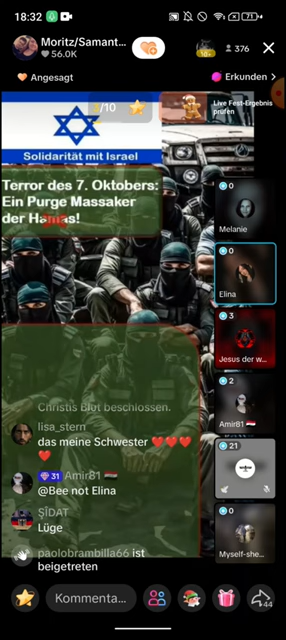 18:32
71
Moritz/Samant...
56.0K
376
Angesagt
Erkunden >
/10
Live Fest-Ergebnis
prüfen
Solidarität mit Israel
Terror des 7. Oktobers:
Ein Purge Massaker
der Hamas!
0
Melanie
0
Elina
3
Jesus der w...
2
Amir81
21
0
Myself-she...
Christis Blut beschlossen.
lisa_stern
das meine Schwester
31 Amir81
@Bee not Elina
ŞİDAT
Lüge
paolobrambilla66 ist
beigetreten
Kommenta...
44